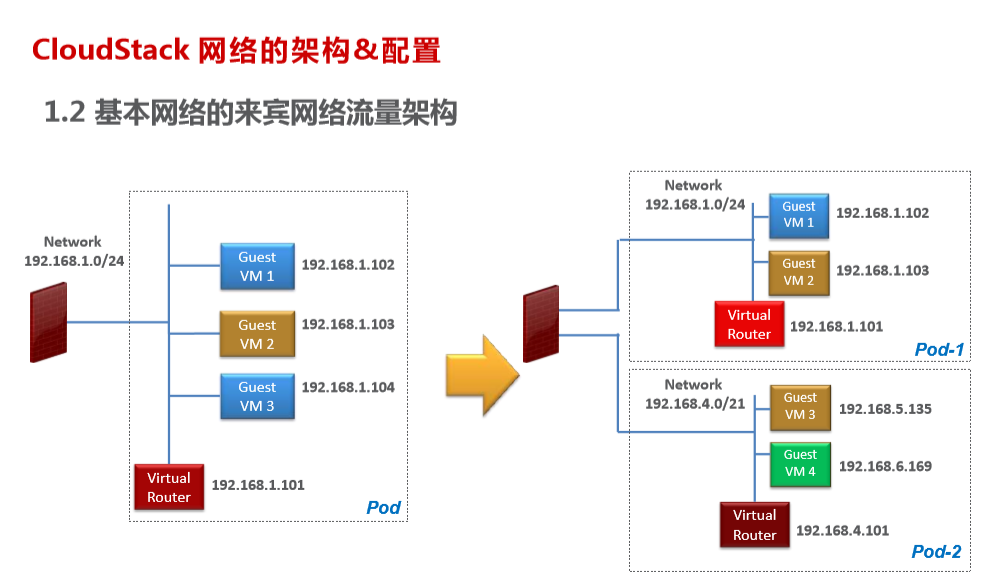 CloudStack 网络的架构&配置
1.2 基本网络的来宾网络流量架构
Network
192.168.1.0/24
Guest
VM 1
192.168.1.102
Guest
VM 2
192.168.1.103
Guest
VM 3
192.168.1.104
Virtual
Router
192.168.1.101
Pod
Network
192.168.1.0/24
Guest
VM 1
192.168.1.102
Guest
VM 2
192.168.1.103
Virtual
Router
192.168.1.101
Pod-1
Network
192.168.4.0/21
Guest
VM 3
192.168.5.135
Guest
VM 4
192.168.6.169
Virtual
Router
192.168.4.101
Pod-2